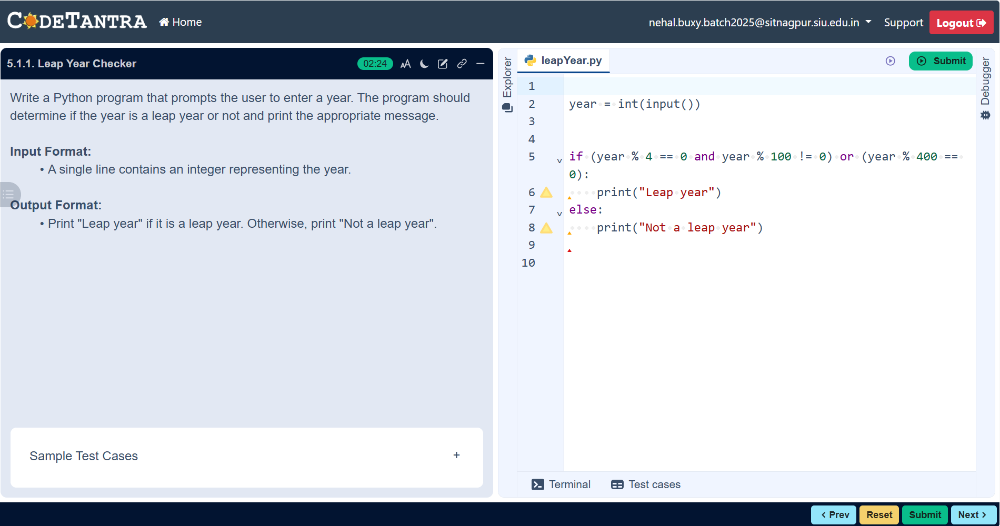 CODETANTRA Home nehal.buxy.batch2025@sitnagpur.siu.edu.in Support Logout
5.1.1. Leap Year Checker 02:24 AA
Write a Python program that prompts the user to enter a year. The program should
determine if the year is a leap year or not and print the appropriate message.
Input Format:
• A single line contains an integer representing the year.
Output Format:
• Print "Leap year" if it is a leap year. Otherwise, print "Not a leap year".
Sample Test Cases +
Explorer
leapYear.py Submit
1
2 year = int(input())
3
4
5 if (year % 4 == 0 and year % 100 != 0) or (year % 400 ==
0):
6 print("Leap year")
7 else:
8 print("Not a leap year")
9
10
Debugger
Terminal Test cases
Prev Reset Submit Next